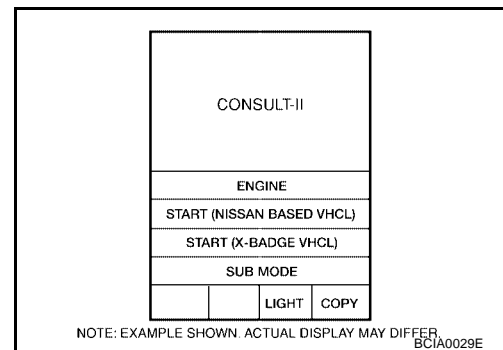 CONSULT-II
ENGINE
START (NISSAN BASED VHCL)
START (X-BADGE VHCL)
SUB MODE
LIGHT COPY
NOTE: EXAMPLE SHOWN. ACTUAL DISPLAY MAY DIFFER.
BCIA0029E